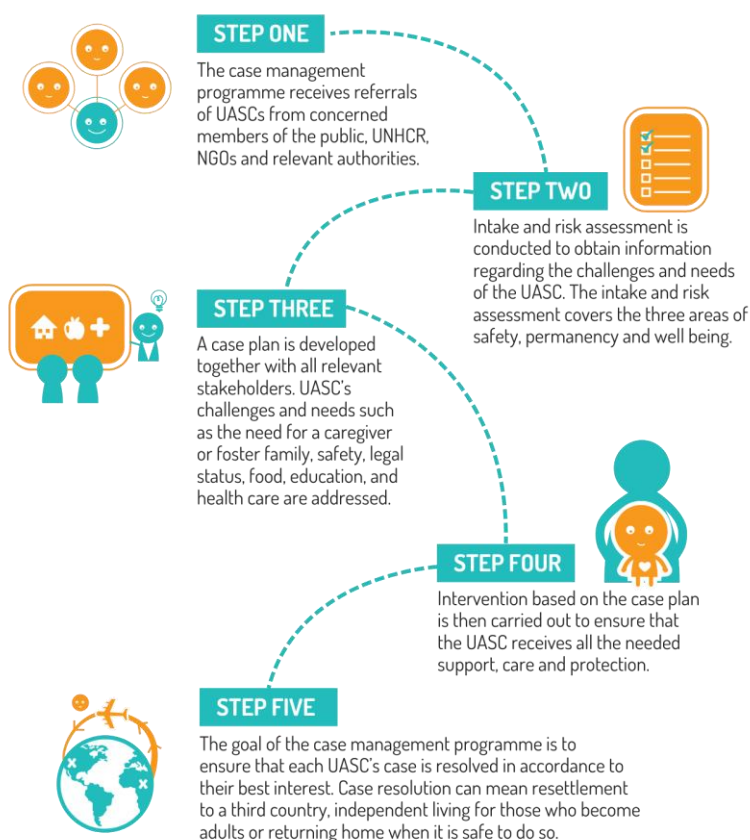 STEP ONE
The case management
programme receives referrals
of UASCs from concerned
members of the public, UNHCR,
NGOs and relevant authorities.
STEP TWO
Intake and risk assessment is
conducted to obtain information
regarding the challenges and needs
of the UASC. The intake and risk
assessment covers the three areas of
safety, permanency and well being.
STEP THREE
A case plan is developed
together with all relevant
stakeholders. UASC's
challenges and needs such
as the need for a caregiver
or foster family, safety, legal
status, food, education, and
health care are addressed.
STEP FOUR
Intervention based on the case plan
is then carried out to ensure that
the UASC receives all the needed
support, care and protection.
STEP FIVE
The goal of the case management programme is to
ensure that each UASC's case is resolved in accordance to
their best interest. Case resolution can mean resettlement
to a third country, independent living for those who become
adults or returning home when it is safe to do so.